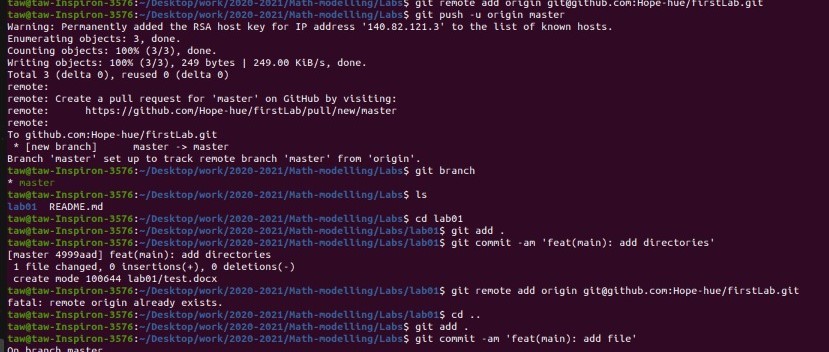 taw@taw-Inspiron-3576:~/Desktop/work/2020-2021/Math-modelling/Labs$ git remote add origin git@github.com:Hope-hue/firstLab.git
taw@taw-Inspiron-3576:~/Desktop/work/2020-2021/Math-modelling/Labs$ git push -u origin master
Warning: Permanently added the RSA host key for IP address '140.82.121.3' to the list of known hosts.
Enumerating objects: 3, done.
Counting objects: 100% (3/3), done.
Writing objects: 100% (3/3), 249 bytes | 249.00 KiB/s, done.
Total 3 (delta 0), reused 0 (delta 0)
remote:
remote: Create a pull request for 'master' on GitHub by visiting:
remote:      https://github.com/Hope-hue/firstLab/pull/new/master
remote:
To github.com:Hope-hue/firstLab.git
 * [new branch]      master -> master
Branch 'master' set up to track remote branch 'master' from 'origin'.
taw@taw-Inspiron-3576:~/Desktop/work/2020-2021/Math-modelling/Labs$ git branch
* master
taw@taw-Inspiron-3576:~/Desktop/work/2020-2021/Math-modelling/Labs$ ls
lab01  README.md
taw@taw-Inspiron-3576:~/Desktop/work/2020-2021/Math-modelling/Labs$ cd lab01
taw@taw-Inspiron-3576:~/Desktop/work/2020-2021/Math-modelling/Labs/lab01$ git add .
taw@taw-Inspiron-3576:~/Desktop/work/2020-2021/Math-modelling/Labs/lab01$ git commit -am 'feat(main): add directories'
[master 4999aad] feat(main): add directories
 1 file changed, 0 insertions(+), 0 deletions(-)
 create mode 100644 lab01/test.docx
taw@taw-Inspiron-3576:~/Desktop/work/2020-2021/Math-modelling/Labs/lab01$ git remote add origin git@github.com:Hope-hue/firstLab.git
fatal: remote origin already exists.
taw@taw-Inspiron-3576:~/Desktop/work/2020-2021/Math-modelling/Labs/lab01$ cd ..
taw@taw-Inspiron-3576:~/Desktop/work/2020-2021/Math-modelling/Labs$ git add .
taw@taw-Inspiron-3576:~/Desktop/work/2020-2021/Math-modelling/Labs$ git commit -am 'feat(main): add file'
On branch master